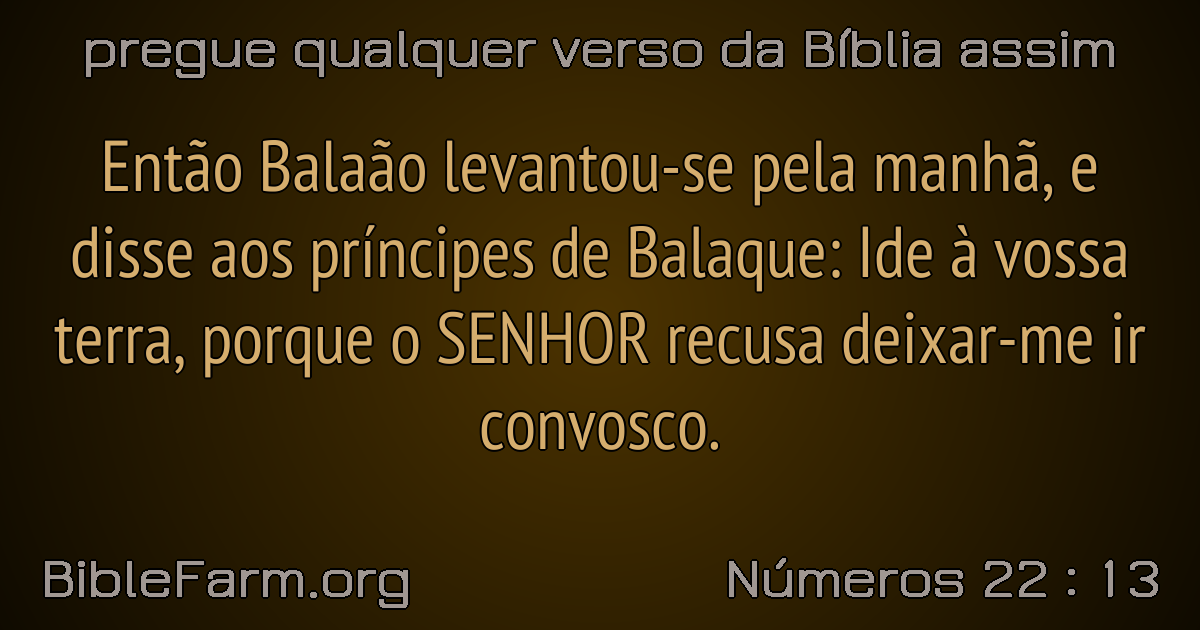 pregue qualquer verso da Bíblia assim
Então Balaão levantou-se pela manhã, e
disse aos príncipes de Balaque: Ide à vossa
terra, porque o SENHOR recusa deixar-me ir
convosco.
BibleFarm.org
Números 22 : 13